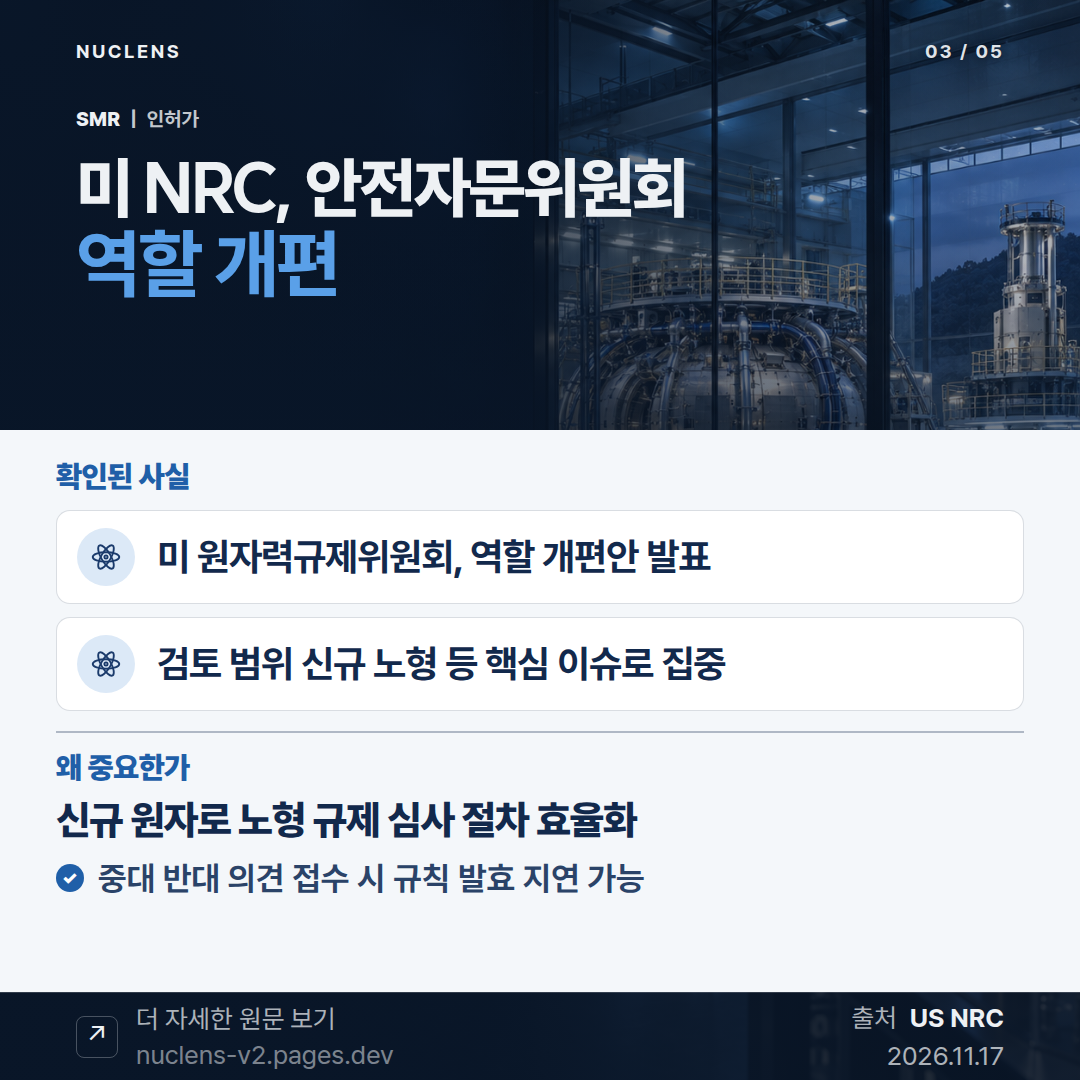 NUCLENS
03 / 05
SMR | 인허가
미 NRC, 안전자문위원회
역할 개편
확인된 사실
미 원자력규제위원회, 역할 개편안 발표
검토 범위 신규 노형 등 핵심 이슈로 집중
왜 중요한가
신규 원자로 노형 규제 심사 절차 효율화
중대 반대 의견 접수 시 규칙 발효 지연 가능
더 자세한 원문 보기
nuclens-v2.pages.dev
출처 US NRC
2026.11.17